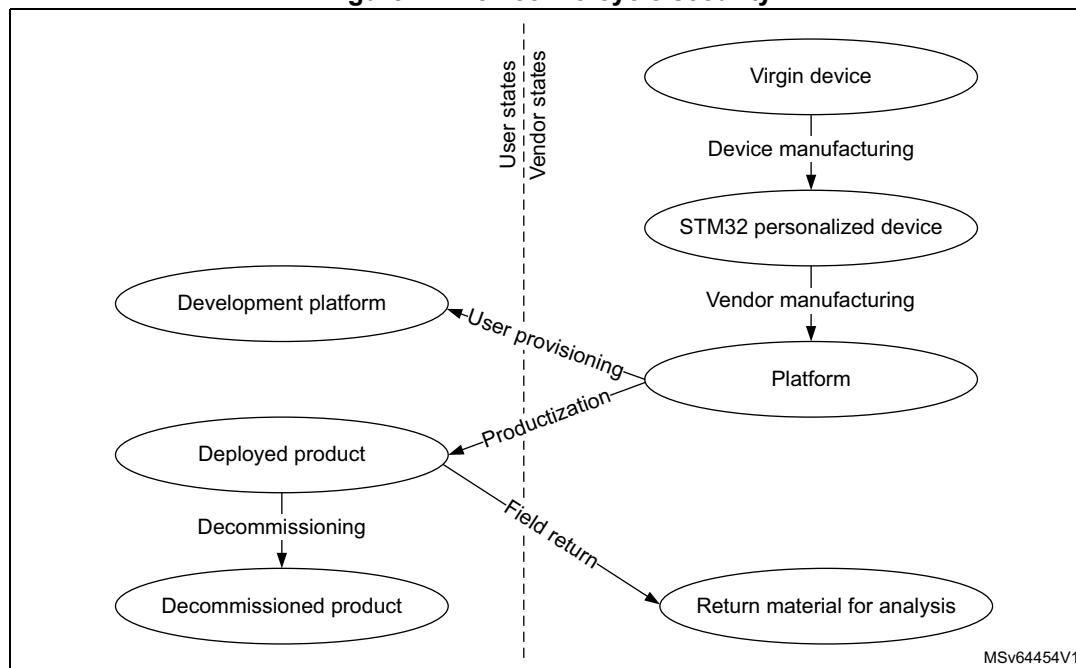 security
User states
Vendor states
Virgin device
Device manufacturing
STM32 personalized device
Vendor manufacturing
Development platform
User provisioning
Platform
Productization
Deployed product
Decommissioning
Field return
Decommissioned product
Return material for analysis
MSv64454V1